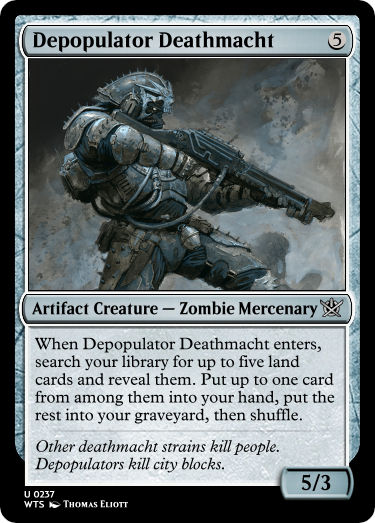 Depopulator Deathmacht 5
Artifact Creature — Zombie Mercenary
When Depopulator Deathmacht enters,
search your library for up to five land
cards and reveal them. Put up to one card
from among them into your hand, put the
rest into your graveyard, then shuffle.
Other deathmacht strains kill people.
Depopulators kill city blocks.
5/3
U 0237
WTS Thomas Eliott